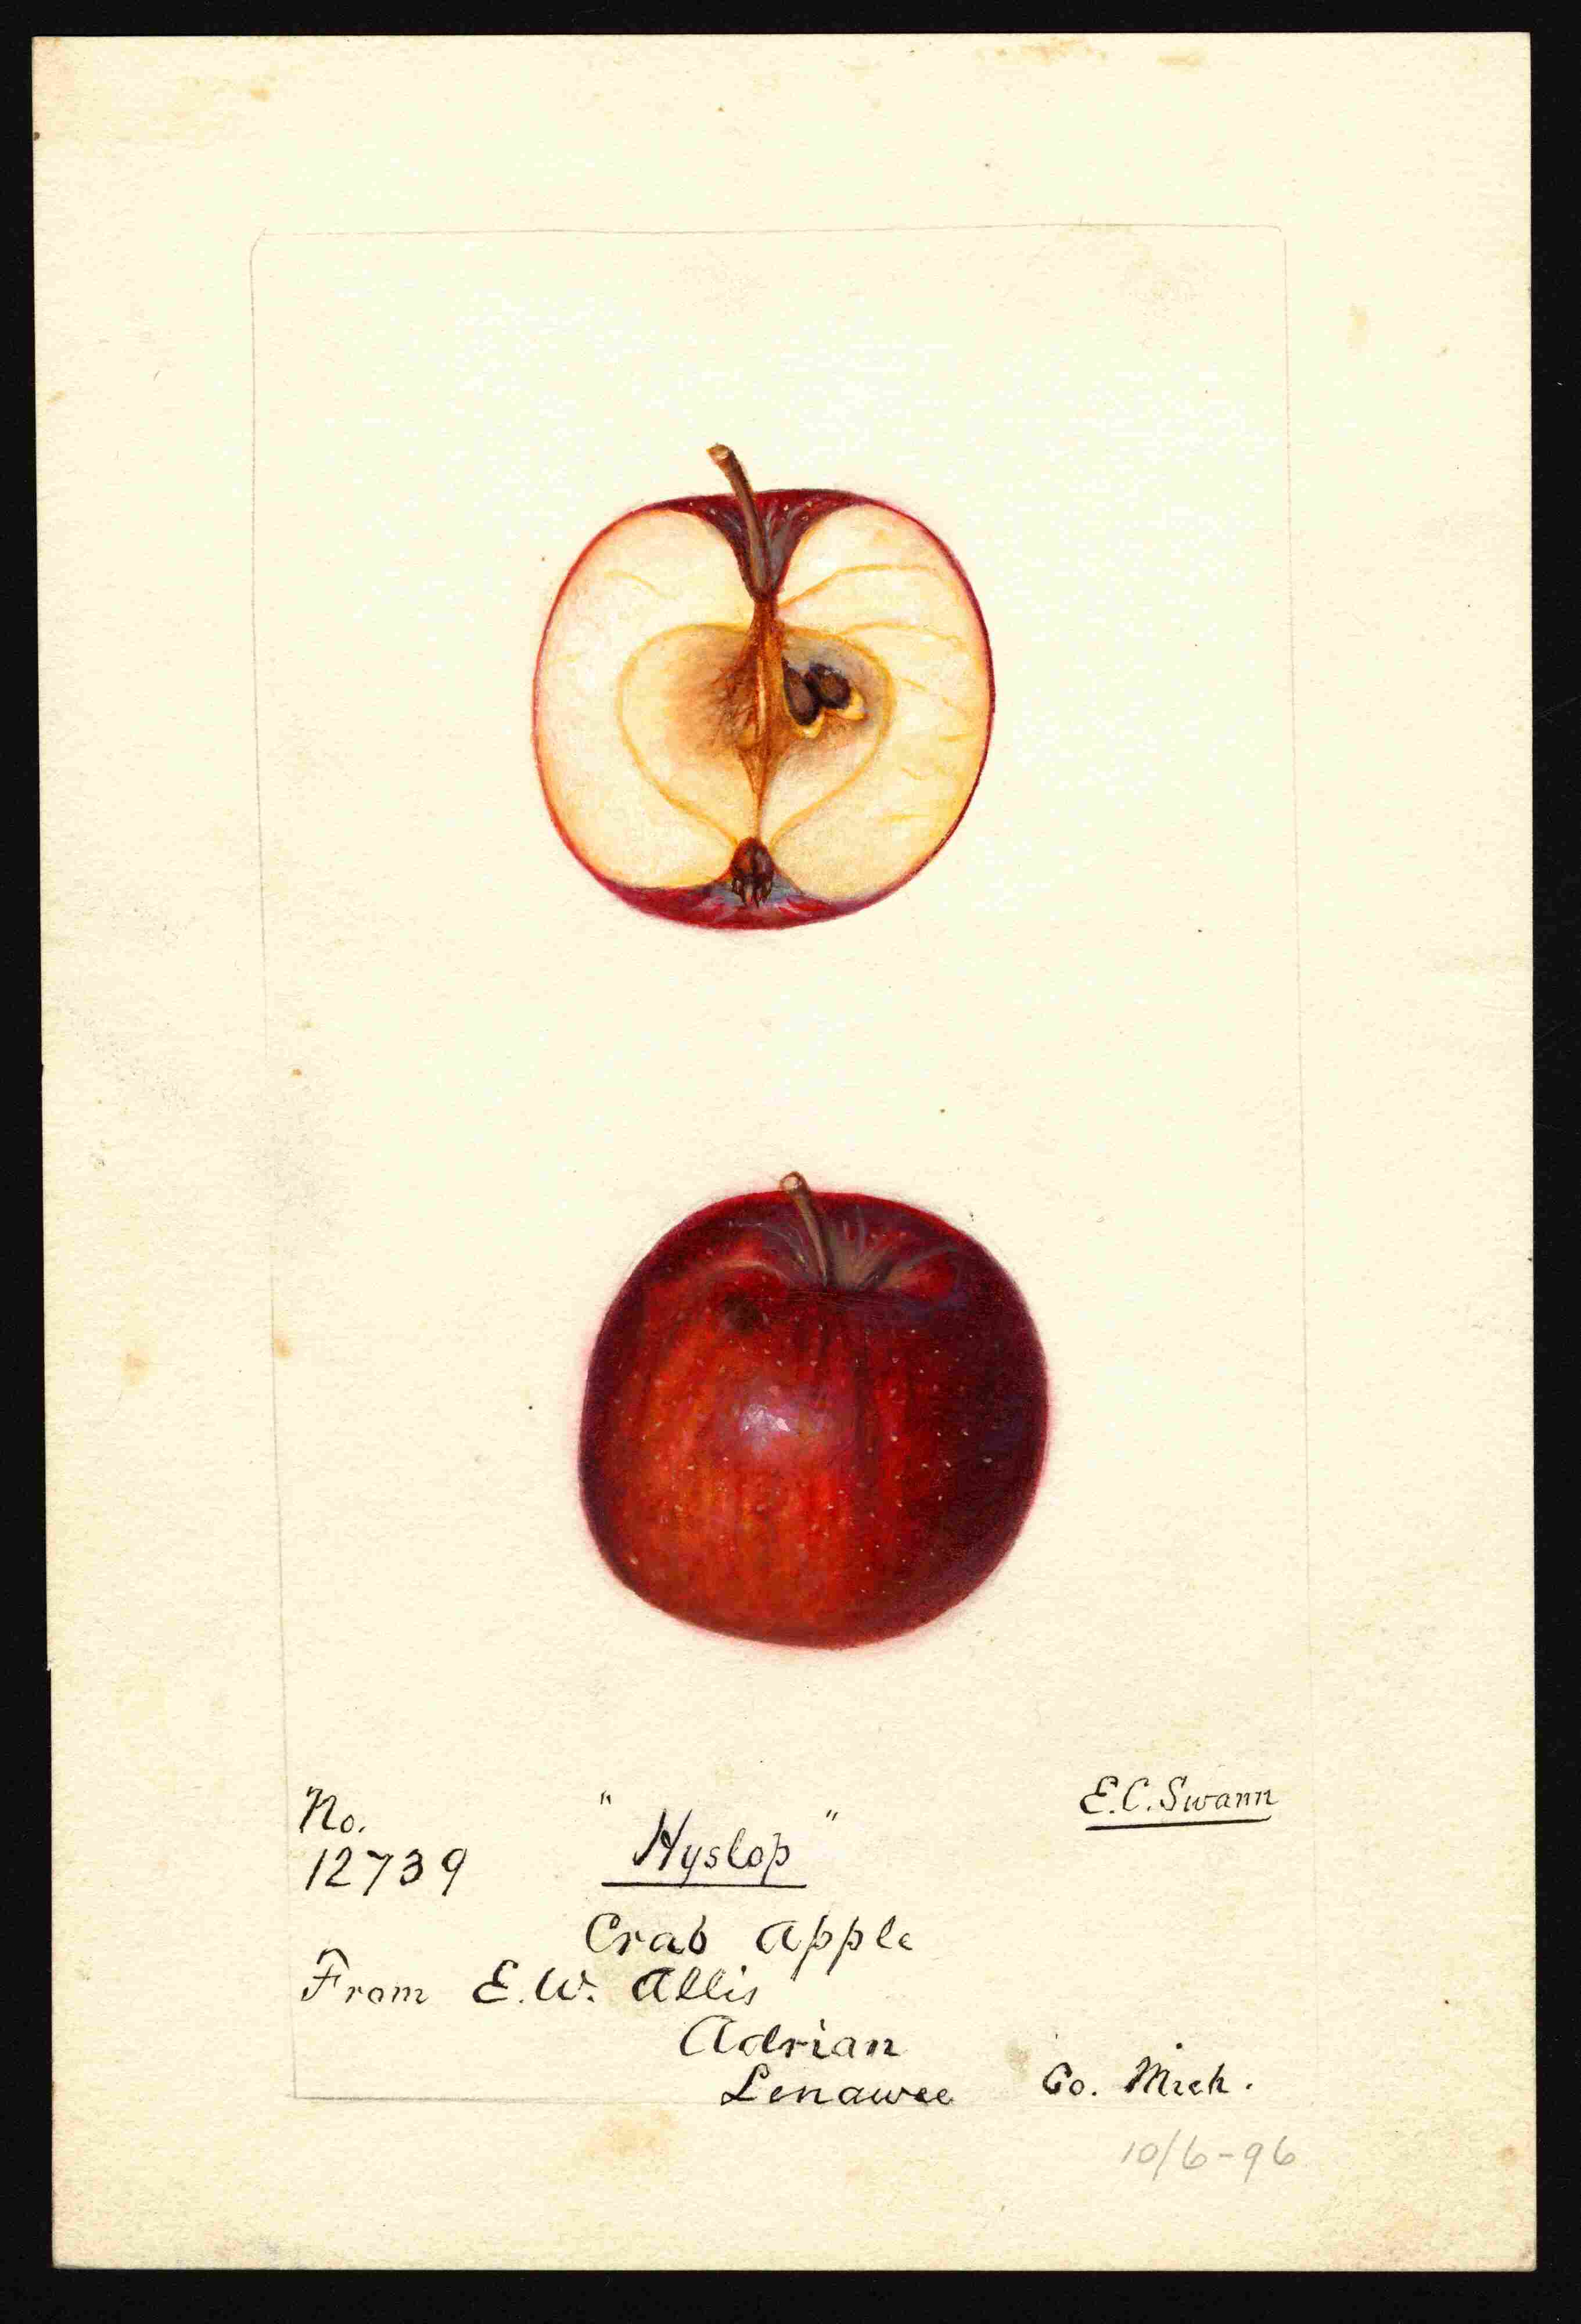 No.
12739
"Hyslop"
E.C. Swann
Crab Apple
From E.W. Allis
Adrian
Lenawee Co. Mich.
10/6-96